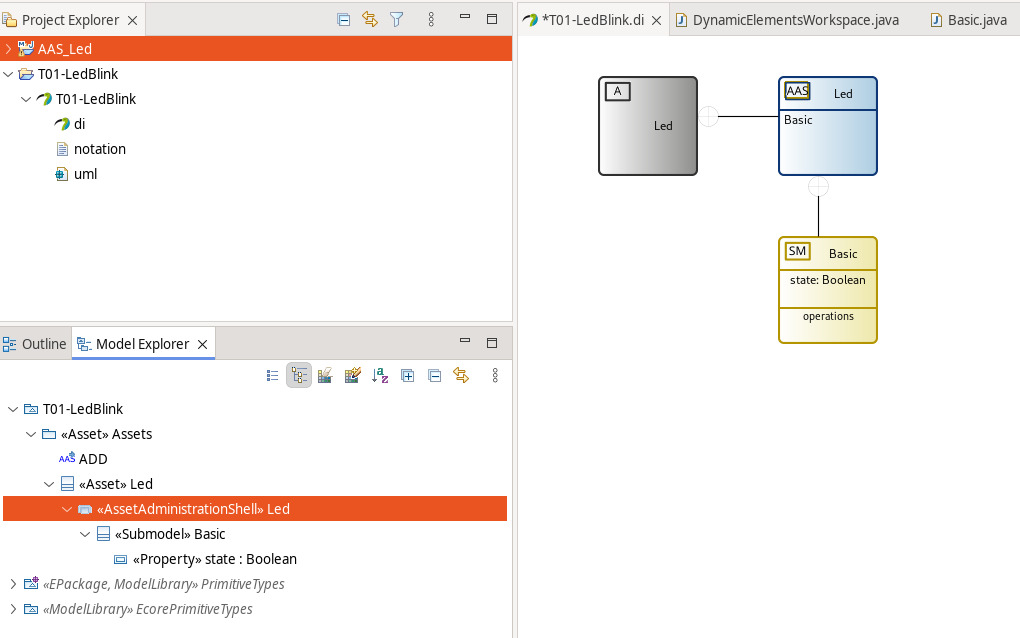 Project Explorer
AAS_Led
T01-LedBlink
T01-LedBlink
di
notation
uml
Outline
Model Explorer
T01-LedBlink
«Asset» Assets
AAS ADD
«Asset» Led
«AssetAdministrationShell» Led
«Submodel» Basic
«Property» state : Boolean
«EPackage, ModelLibrary» PrimitiveTypes
«ModelLibrary» EcorePrimitiveTypes
*T01-LedBlink.di
DynamicElementsWorkspace.java
Basic.java
A
Led
AAS
Led
Basic
SM
Basic
state: Boolean
operations